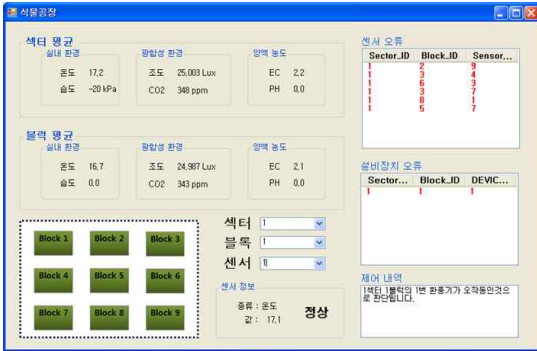 식물공장
섹터 평균
실내 환경
온도 17,2
습도 -20 kPa
광합성 환경
조도 25,003 Lux
CO2 348 ppm
양액 농도
EC 2,2
PH 0,0
블럭 평균
실내 환경
온도 16,7
습도 0,0
광합성 환경
조도 24,987 Lux
CO2 343 ppm
양액 농도
EC 2,1
PH 0,0
Block 1 Block 2 Block 3
Block 4 Block 5 Block 6
Block 7 Block 8 Block 9
섹터 1
블록 1
센서 1
센서 정보
종류 : 온도
값 : 17,1
정상
센서 오류
Sector_ID Block_ID Sensor...
1 2 9
1 3 4
1 6 3
1 3 7
1 8 1
1 5 7
설비장치 오류
Sector... Block_ID DEVIC...
1 1 1
제어 내역
1섹터 1블럭의 1번 환풍기가 오작동인것으
로 판단됩니다.